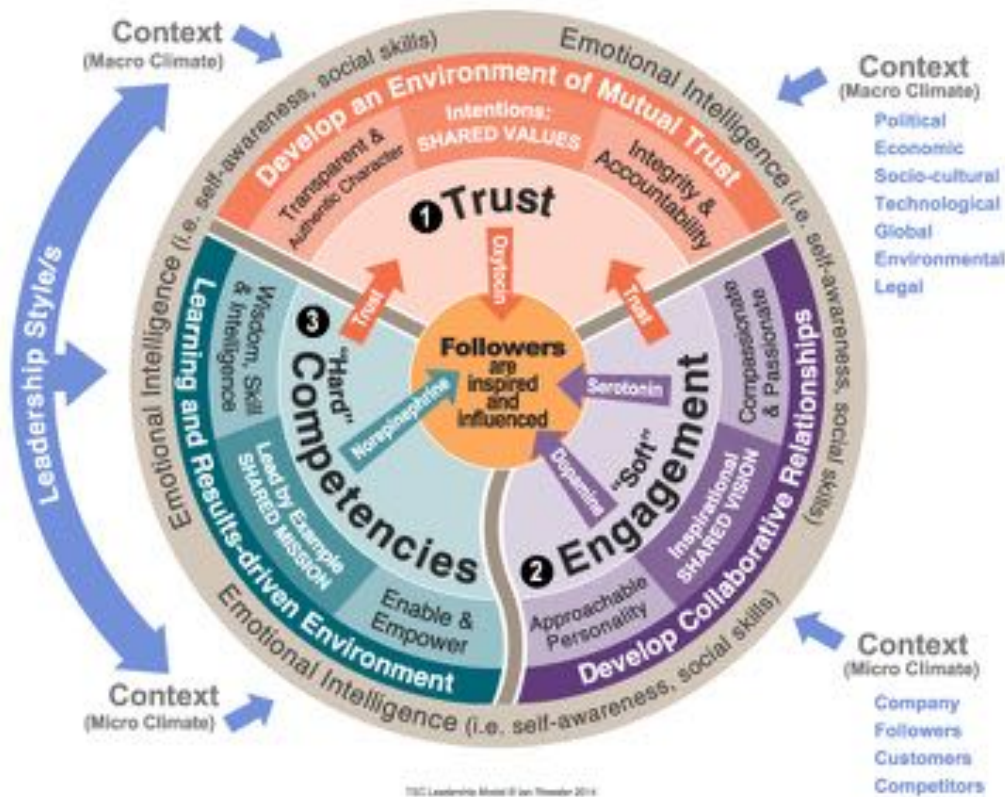 Context
(Macro Climate)
Context
(Macro Climate)
Political
Economic
Socio-cultural
Technological
Global
Environmental
Legal
Leadership Style/s
Emotional Intelligence (i.e. self-awareness, social skills)
Emotional Intelligence (i.e. self-awareness, social skills)
Emotional Intelligence (i.e. self-awareness, social skills)
Develop an Environment of Mutual Trust
Transparent &
Authentic Character
Intentions:
SHARED VALUES
Integrity &
Accountability
1 Trust
Oxytocin
Trust
Trust
Followers
are
inspired
and
influenced
Learning and Results-driven Environment
Wisdom, Skill
& Intelligence
Lead by Example
SHARED MISSION
Enable &
Empower
3 "Hard"
Competencies
Norepinephrine
Serotonin
Dopamine
"Soft"
2 Engagement
Compassionate
& Passionate
Inspirational
SHARED VISION
Approachable
Personality
Develop Collaborative Relationships
Context
(Micro Climate)
Context
(Micro Climate)
Company
Followers
Customers
Competitors